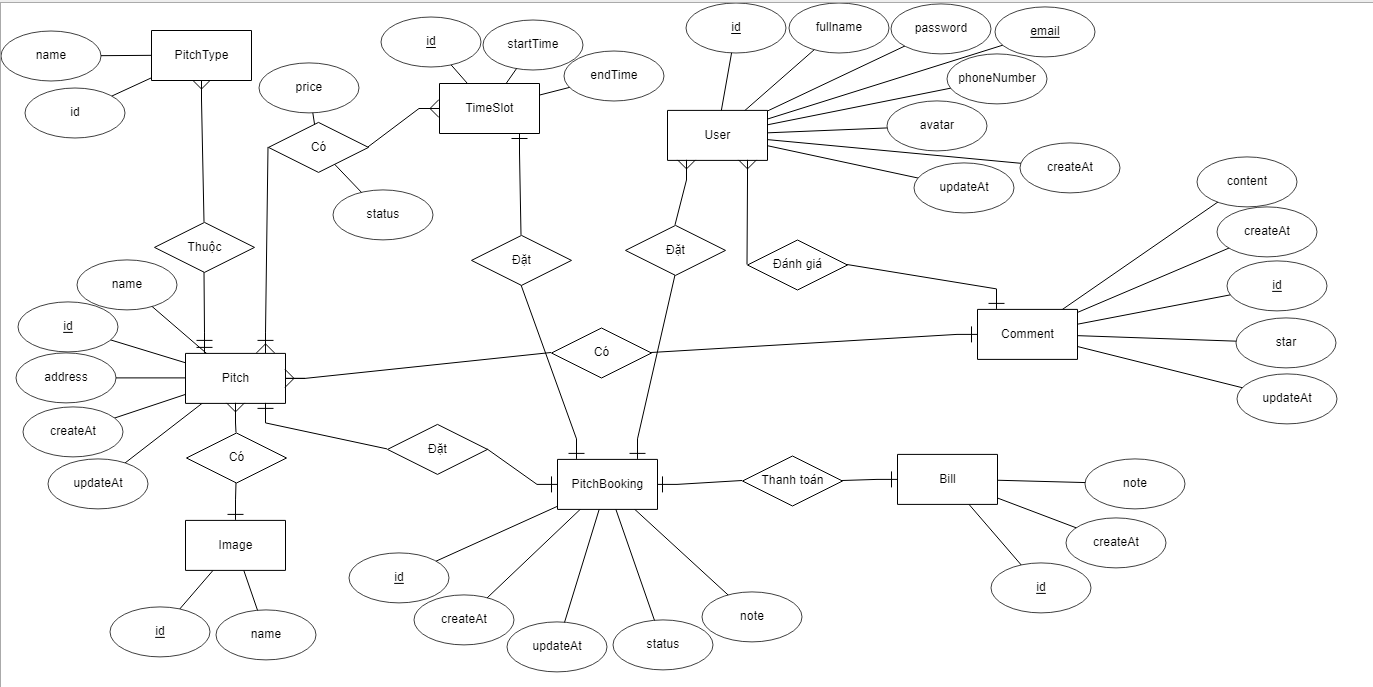 id
fullname
password
email
id
startTime
name
PitchType
endTime
phoneNumber
price
TimeSlot
id
avatar
User
Có
createAt
updateAt
content
status
createAt
Thuộc
Đặt
Đặt
Đánh giá
name
id
id
Comment
star
Có
address
Pitch
updateAt
createAt
Đặt
Có
updateAt
PitchBooking
Thanh toán
Bill
note
createAt
Image
id
id
createAt
note
id
name
updateAt
status